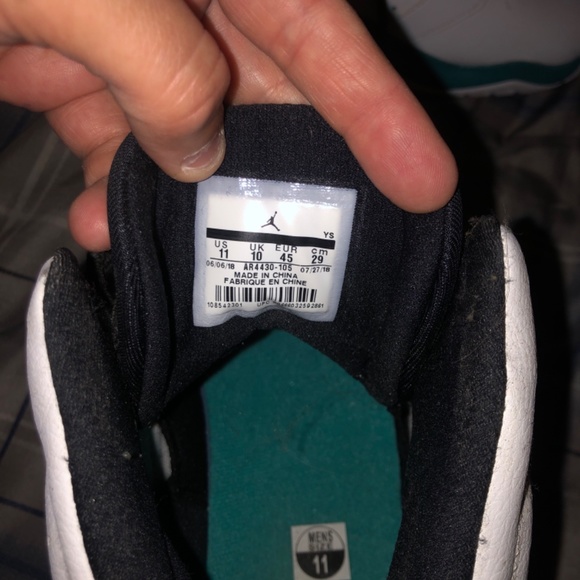 YS
US UK EUR cm
11 10 45 29
06/06/18 AR4430-105 07/27/18
MADE IN CHINA
FABRIQUE EN CHINE
MENS
SIZE
11